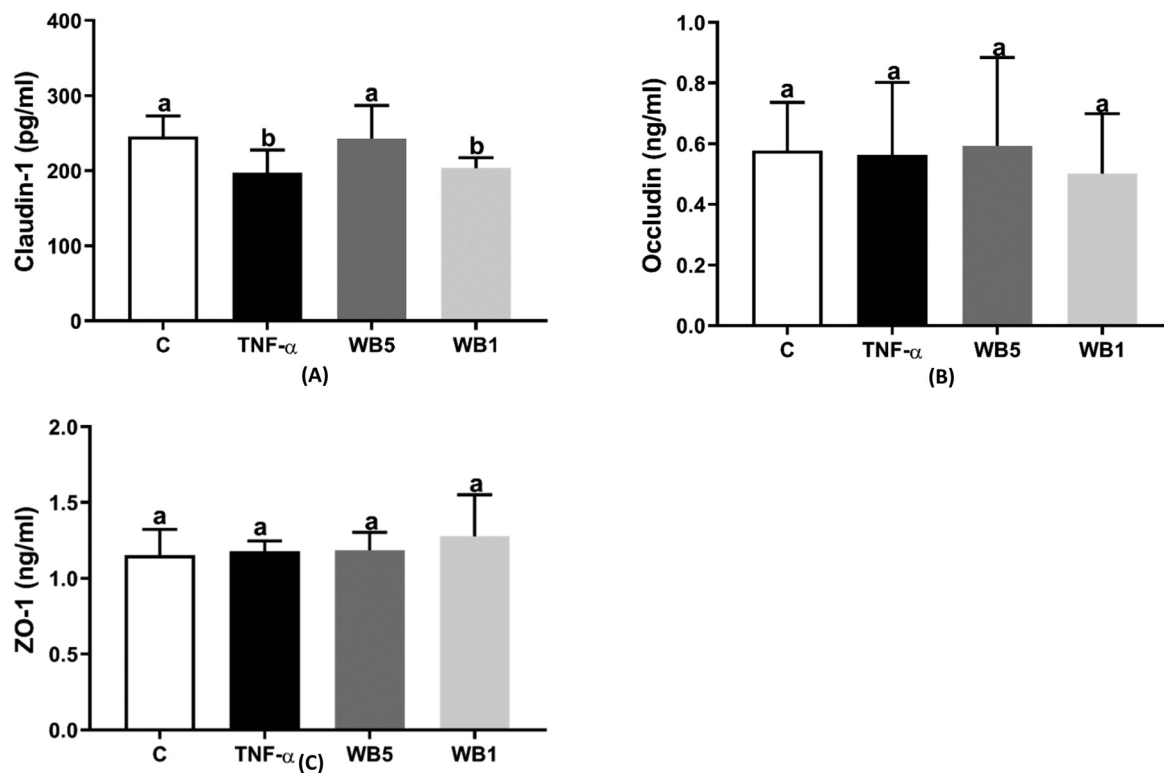 400
300
200
100
0
Claudin-1 (pg/ml)
a
b
a
b
C TNF-α WB5 WB1
(A)
1.0
0.8
0.6
0.4
0.2
0.0
Occludin (ng/ml)
a
a
a
a
C TNF-α WB5 WB1
(B)
2.0
1.5
1.0
0.5
0.0
ZO-1 (ng/ml)
a
a
a
a
C TNF-α WB5 WB1
(C)